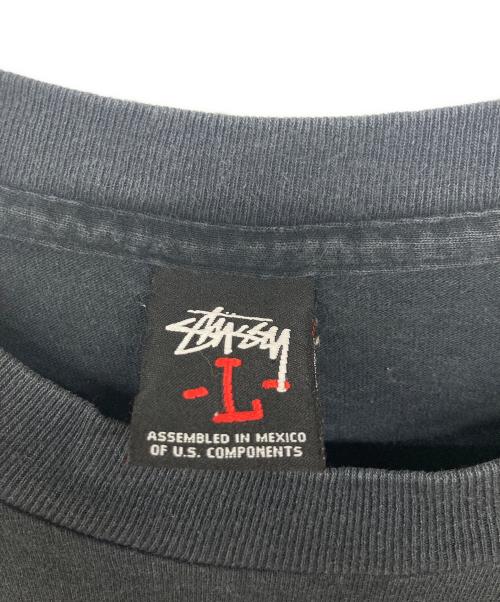 STÜSSY
-L-
ASSEMBLED IN MEXICO
OF U.S. COMPONENTS